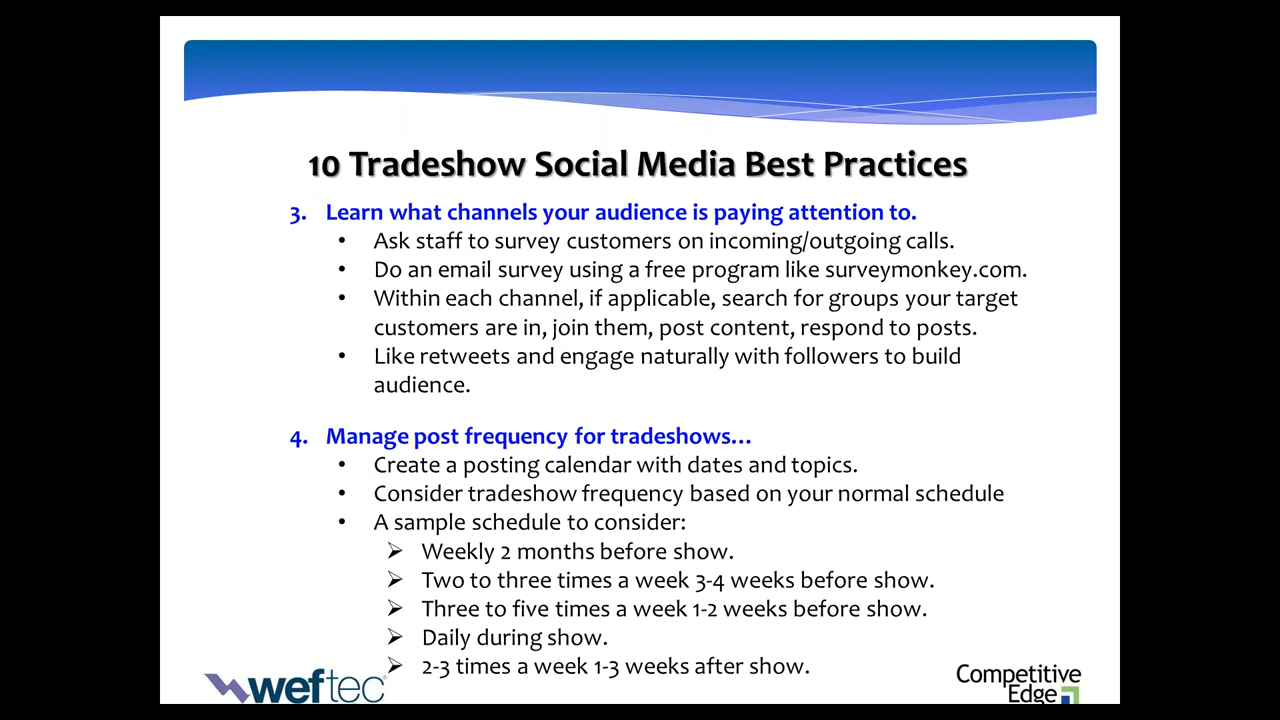 10 Tradeshow Social Media Best Practices
3. Learn what channels your audience is paying attention to.
• Ask staff to survey customers on incoming/outgoing calls.
• Do an email survey using a free program like surveymonkey.com.
• Within each channel, if applicable, search for groups your target
customers are in, join them, post content, respond to posts.
• Like retweets and engage naturally with followers to build
audience.
4. Manage post frequency for tradeshows...
• Create a posting calendar with dates and topics.
• Consider tradeshow frequency based on your normal schedule
• A sample schedule to consider:
➢ Weekly 2 months before show.
➢ Two to three times a week 3-4 weeks before show.
➢ Three to five times a week 1-2 weeks before show.
➢ Daily during show.
➢ 2-3 times a week 1-3 weeks after show.
weftec®
Competitive
Edge